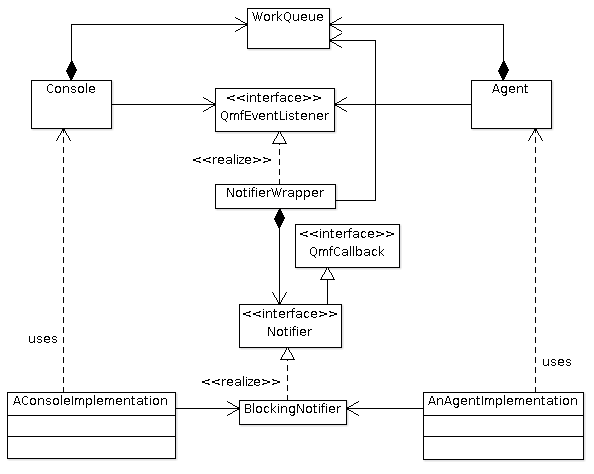 WorkQueue
Console
Agent
<<interface>>
QmfEventListener
<<realize>>
NotifierWrapper
<<interface>>
QmfCallback
<<interface>>
Notifier
uses
uses
<<realize>>
AConsoleImplementation
BlockingNotifier
AnAgentImplementation